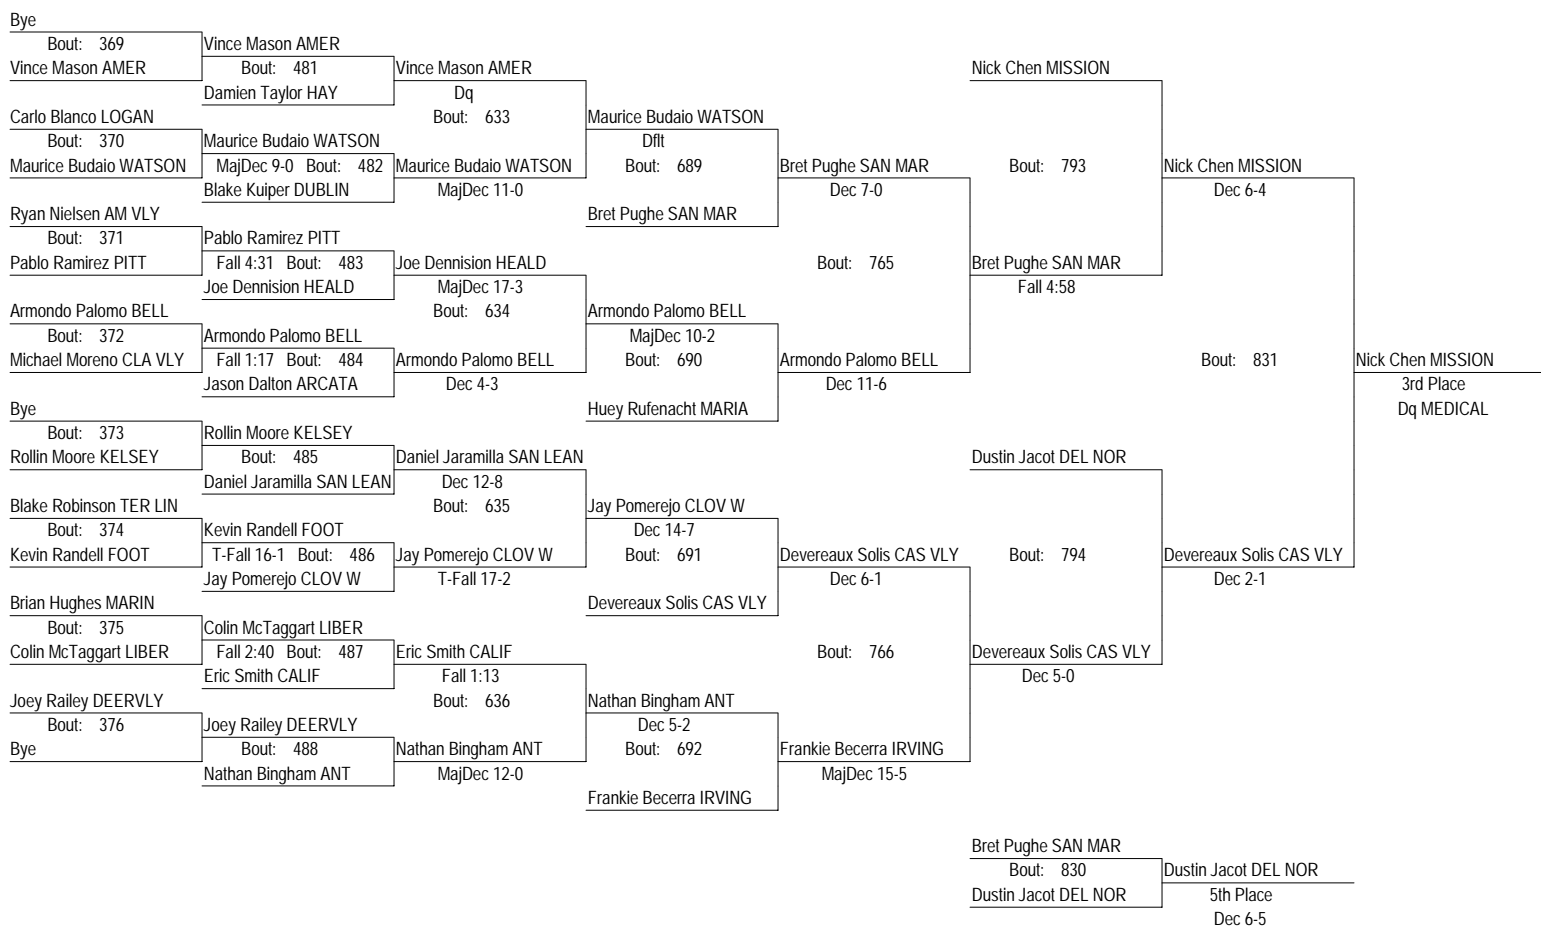 Bye
Bout: 369
Vince Mason AMER
Carlo Blanco LOGAN
Bout: 370
Maurice Budaio WATSON
Ryan Nielsen AM VLY
Bout: 371
Pablo Ramirez PITT
Armondo Palomo BELL
Bout: 372
Michael Moreno CLA VLY
Bye
Bout: 373
Rollin Moore KELSEY
Blake Robinson TER LIN
Bout: 374
Kevin Randell FOOT
Brian Hughes MARIN
Bout: 375
Colin McTaggart LIBER
Joey Railey DEERVLY
Bout: 376
Bye
Vince Mason AMER
Bout: 481
Damien Taylor HAY
Maurice Budaio WATSON
MajDec 9-0 Bout: 482
Blake Kuiper DUBLIN
Pablo Ramirez PITT
Fall 4:31 Bout: 483
Joe Dennision HEALD
Armondo Palomo BELL
Fall 1:17 Bout: 484
Jason Dalton ARCATA
Rollin Moore KELSEY
Bout: 485
Daniel Jaramilla SAN LEAN
Kevin Randell FOOT
T-Fall 16-1 Bout: 486
Jay Pomerejo CLOV W
Colin McTaggart LIBER
Fall 2:40 Bout: 487
Eric Smith CALIF
Joey Railey DEERVLY
Bout: 488
Nathan Bingham ANT
Vince Mason AMER
Dq
Bout: 633
Maurice Budaio WATSON
MajDec 11-0
Joe Dennision HEALD
MajDec 17-3
Bout: 634
Armondo Palomo BELL
Dec 4-3
Daniel Jaramilla SAN LEAN
Dec 12-8
Bout: 635
Jay Pomerejo CLOV W
T-Fall 17-2
Eric Smith CALIF
Fall 1:13
Bout: 636
Nathan Bingham ANT
MajDec 12-0
Maurice Budaio WATSON
Dflt
Bout: 689
Bret Pughe SAN MAR
Armondo Palomo BELL
MajDec 10-2
Bout: 690
Huey Rufenacht MARIA
Jay Pomerejo CLOV W
Dec 14-7
Bout: 691
Devereaux Solis CAS VLY
Nathan Bingham ANT
Dec 5-2
Bout: 692
Frankie Becerra IRVING
Bret Pughe SAN MAR
Dec 7-0
Bout: 765
Armondo Palomo BELL
Dec 11-6
Devereaux Solis CAS VLY
Dec 6-1
Bout: 766
Frankie Becerra IRVING
MajDec 15-5
Nick Chen MISSION
Bout: 793
Bret Pughe SAN MAR
Fall 4:58
Dustin Jacot DEL NOR
Bout: 794
Devereaux Solis CAS VLY
Dec 5-0
Nick Chen MISSION
Dec 6-4
Bout: 831
Devereaux Solis CAS VLY
Dec 2-1
Nick Chen MISSION
3rd Place
Dq MEDICAL
Bret Pughe SAN MAR
Bout: 830
Dustin Jacot DEL NOR
Dustin Jacot DEL NOR
5th Place
Dec 6-5